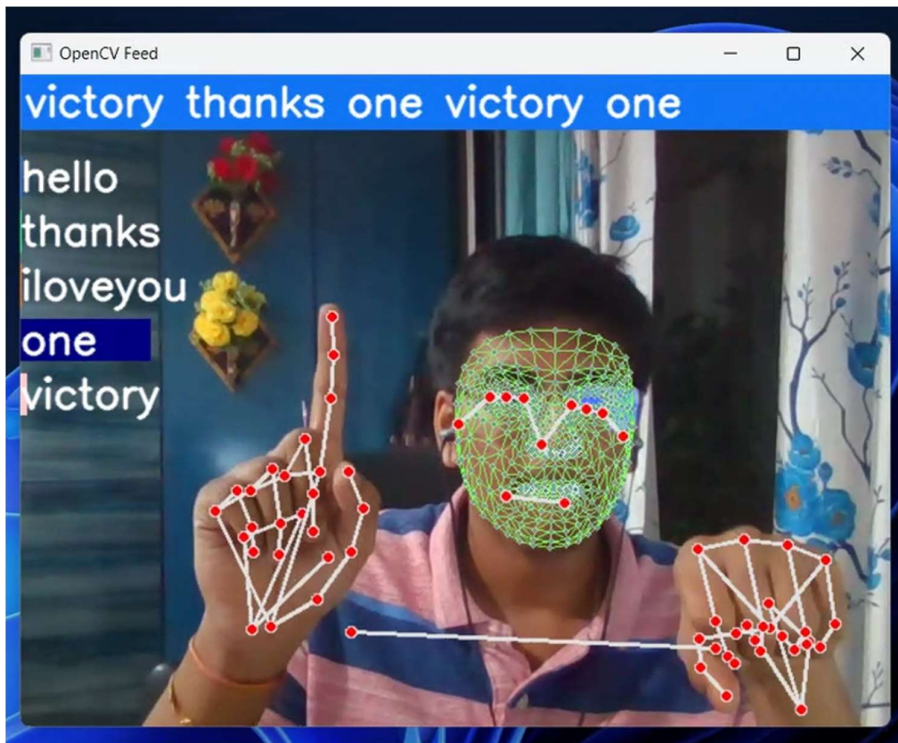 OpenCV Feed
victory thanks one victory one
hello
thanks
iloveyou
one
victory